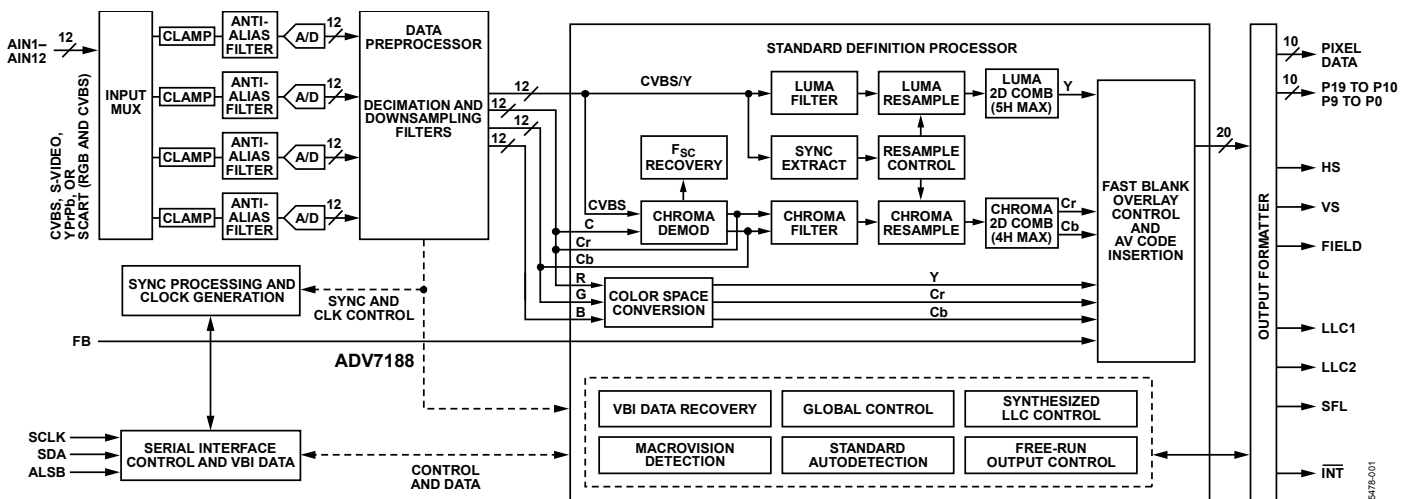 AIN1–
AIN12
12
CVBS, S-VIDEO,
YPrPb, OR
SCART (RGB AND CVBS)
INPUT
MUX
CLAMP
ANTI-
ALIAS
FILTER
A/D
12
CLAMP
ANTI-
ALIAS
FILTER
A/D
12
CLAMP
ANTI-
ALIAS
FILTER
A/D
12
CLAMP
ANTI-
ALIAS
FILTER
A/D
12
DATA
PREPROCESSOR
DECIMATION AND
DOWNSAMPLING
FILTERS
12
12
12
12
STANDARD DEFINITION PROCESSOR
CVBS/Y
LUMA
FILTER
LUMA
RESAMPLE
LUMA
2D COMB
(5H MAX)
Y
FSC
RECOVERY
SYNC
EXTRACT
RESAMPLE
CONTROL
CVBS
C
Cr
Cb
CHROMA
DEMOD
CHROMA
FILTER
CHROMA
RESAMPLE
CHROMA
2D COMB
(4H MAX)
Cr
Cb
R
G
B
COLOR SPACE
CONVERSION
Y
Cr
Cb
FAST BLANK
OVERLAY
CONTROL
AND
AV CODE
INSERTION
20
OUTPUT FORMATTER
10
PIXEL
DATA
10
P19 TO P10
P9 TO P0
HS
VS
FIELD
LLC1
LLC2
SFL
INT
SYNC PROCESSING AND
CLOCK GENERATION
SYNC AND
CLK CONTROL
FB
ADV7188
VBI DATA RECOVERY
GLOBAL CONTROL
SYNTHESIZED
LLC CONTROL
MACROVISION
DETECTION
STANDARD
AUTODETECTION
FREE-RUN
OUTPUT CONTROL
SCLK
SDA
ALSB
SERIAL INTERFACE
CONTROL AND VBI DATA
CONTROL
AND DATA
5478-001